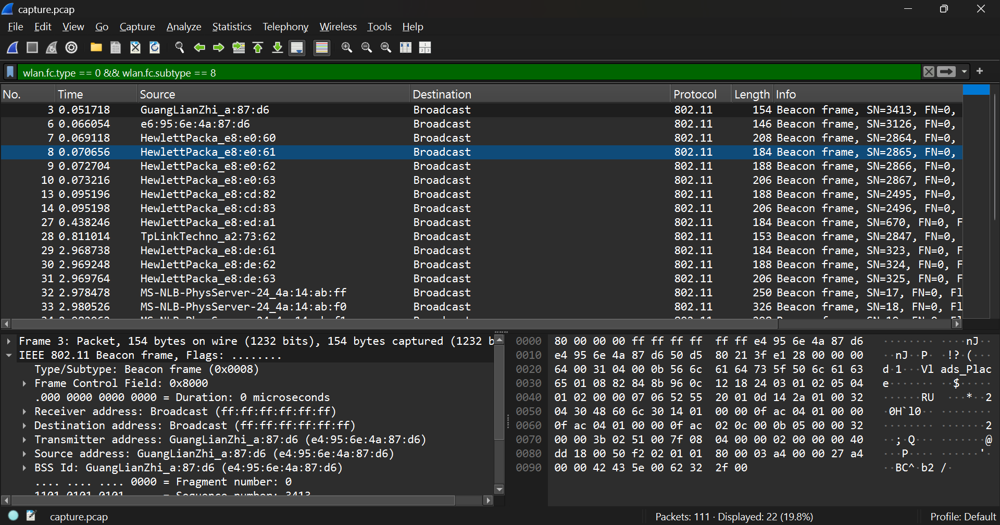 capture.pcap
File Edit View Go Capture Analyze Statistics Telephony Wireless Tools Help
wlan.fc.type == 0 && wlan.fc.subtype == 8
No. Time Source Destination Protocol Length Info
3 0.051718 GuangLianZhi_a:87:d6 Broadcast 802.11 154 Beacon frame, SN=3413, FN=0,
6 0.066054 e6:95:6e:4a:87:d6 Broadcast 802.11 146 Beacon frame, SN=3126, FN=0,
7 0.069118 HewlettPacka_e8:e0:60 Broadcast 802.11 208 Beacon frame, SN=2864, FN=0,
8 0.070656 HewlettPacka_e8:e0:61 Broadcast 802.11 184 Beacon frame, SN=2865, FN=0,
9 0.072704 HewlettPacka_e8:e0:62 Broadcast 802.11 188 Beacon frame, SN=2866, FN=0,
10 0.073216 HewlettPacka_e8:e0:63 Broadcast 802.11 206 Beacon frame, SN=2867, FN=0,
13 0.095196 HewlettPacka_e8:cd:82 Broadcast 802.11 188 Beacon frame, SN=2495, FN=0,
14 0.095198 HewlettPacka_e8:cd:83 Broadcast 802.11 206 Beacon frame, SN=2496, FN=0,
27 0.438246 HewlettPacka_e8:ed:a1 Broadcast 802.11 184 Beacon frame, SN=670, FN=0, F
28 0.811014 TpLinkTechno_a2:73:62 Broadcast 802.11 153 Beacon frame, SN=2847, FN=0,
29 2.968738 HewlettPacka_e8:de:61 Broadcast 802.11 184 Beacon frame, SN=323, FN=0, F
30 2.969248 HewlettPacka_e8:de:62 Broadcast 802.11 188 Beacon frame, SN=324, FN=0, F
31 2.969764 HewlettPacka_e8:de:63 Broadcast 802.11 206 Beacon frame, SN=325, FN=0, F
32 2.978478 MS-NLB-PhysServer-24_4a:14:ab:ff Broadcast 802.11 250 Beacon frame, SN=17, FN=0, Fl
33 2.980526 MS-NLB-PhysServer-24_4a:14:ab:f0 Broadcast 802.11 326 Beacon frame, SN=18, FN=0, Fl
Frame 3: Packet, 154 bytes on wire (1232 bits), 154 bytes captured (1232 b
IEEE 802.11 Beacon frame, Flags: ........
Type/Subtype: Beacon frame (0x0008)
Frame Control Field: 0x8000
.000 0000 0000 0000 = Duration: 0 microseconds
Receiver address: Broadcast (ff:ff:ff:ff:ff:ff)
Destination address: Broadcast (ff:ff:ff:ff:ff:ff)
Transmitter address: GuangLianZhi_a:87:d6 (e4:95:6e:4a:87:d6)
Source address: GuangLianZhi_a:87:d6 (e4:95:6e:4a:87:d6)
BSS Id: GuangLianZhi_a:87:d6 (e4:95:6e:4a:87:d6)
.... .... .... 0000 = Fragment number: 0
1101 0101 0101 .... = Sequence number: 3413
0000 80 00 00 00 ff ff ff ff ff ff e4 95 6e 4a 87 d6 ········ ····nJ··
0010 e4 95 6e 4a 87 d6 50 d5 80 21 3f e1 28 00 00 00 ··nJ··P· ·!?·(···
0020 64 00 31 04 00 0b 56 6c 61 64 73 5f 50 6c 61 63 d·1···Vl ads_Plac
0030 65 01 08 82 84 8b 96 0c 12 18 24 03 01 02 05 04 e······· ··$·····
0040 01 02 00 00 07 06 52 55 20 01 0d 14 2a 01 00 32 ······RU ···*··2
0050 04 30 48 60 6c 30 14 01 00 00 0f ac 04 01 00 00 ·0H`l0·· ········
0060 0f ac 04 01 00 00 0f ac 02 0c 00 0b 05 00 00 32 ········ ·······2
0070 00 00 3b 02 51 00 7f 08 04 00 00 02 00 00 00 40 ··;·Q··· ·······@
0080 dd 18 00 50 f2 02 01 01 80 00 03 a4 00 00 27 a4 ···P···· ······'·
0090 00 00 42 43 5e 00 62 32 2f 00 ··BC^·b2 /·
capture.pcap
Packets: 111 · Displayed: 22 (19.8%)
Profile: Default